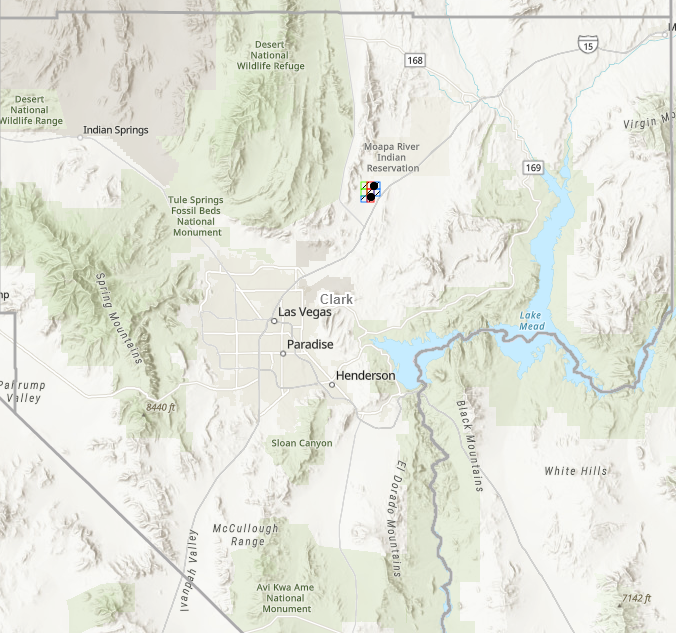 Desert
National
Wildlife Refuge
168
15
Desert
National
Wildlife Range
Indian Springs
Virgin
Moapa River
Indian
Reservation
169
Tule Springs
Fossil Beds
National
Monument
Spring Mountains
Clark
Las Vegas
Lake
Mead
Paradise
Henderson
Pahrump
Valley
8440 ft
Black Mountains
Sloan Canyon
El Dorado Mountains
White Hills
McCullough
Range
Ivanpah Valley
Avi Kwa Ame
National
Monument
7142 ft